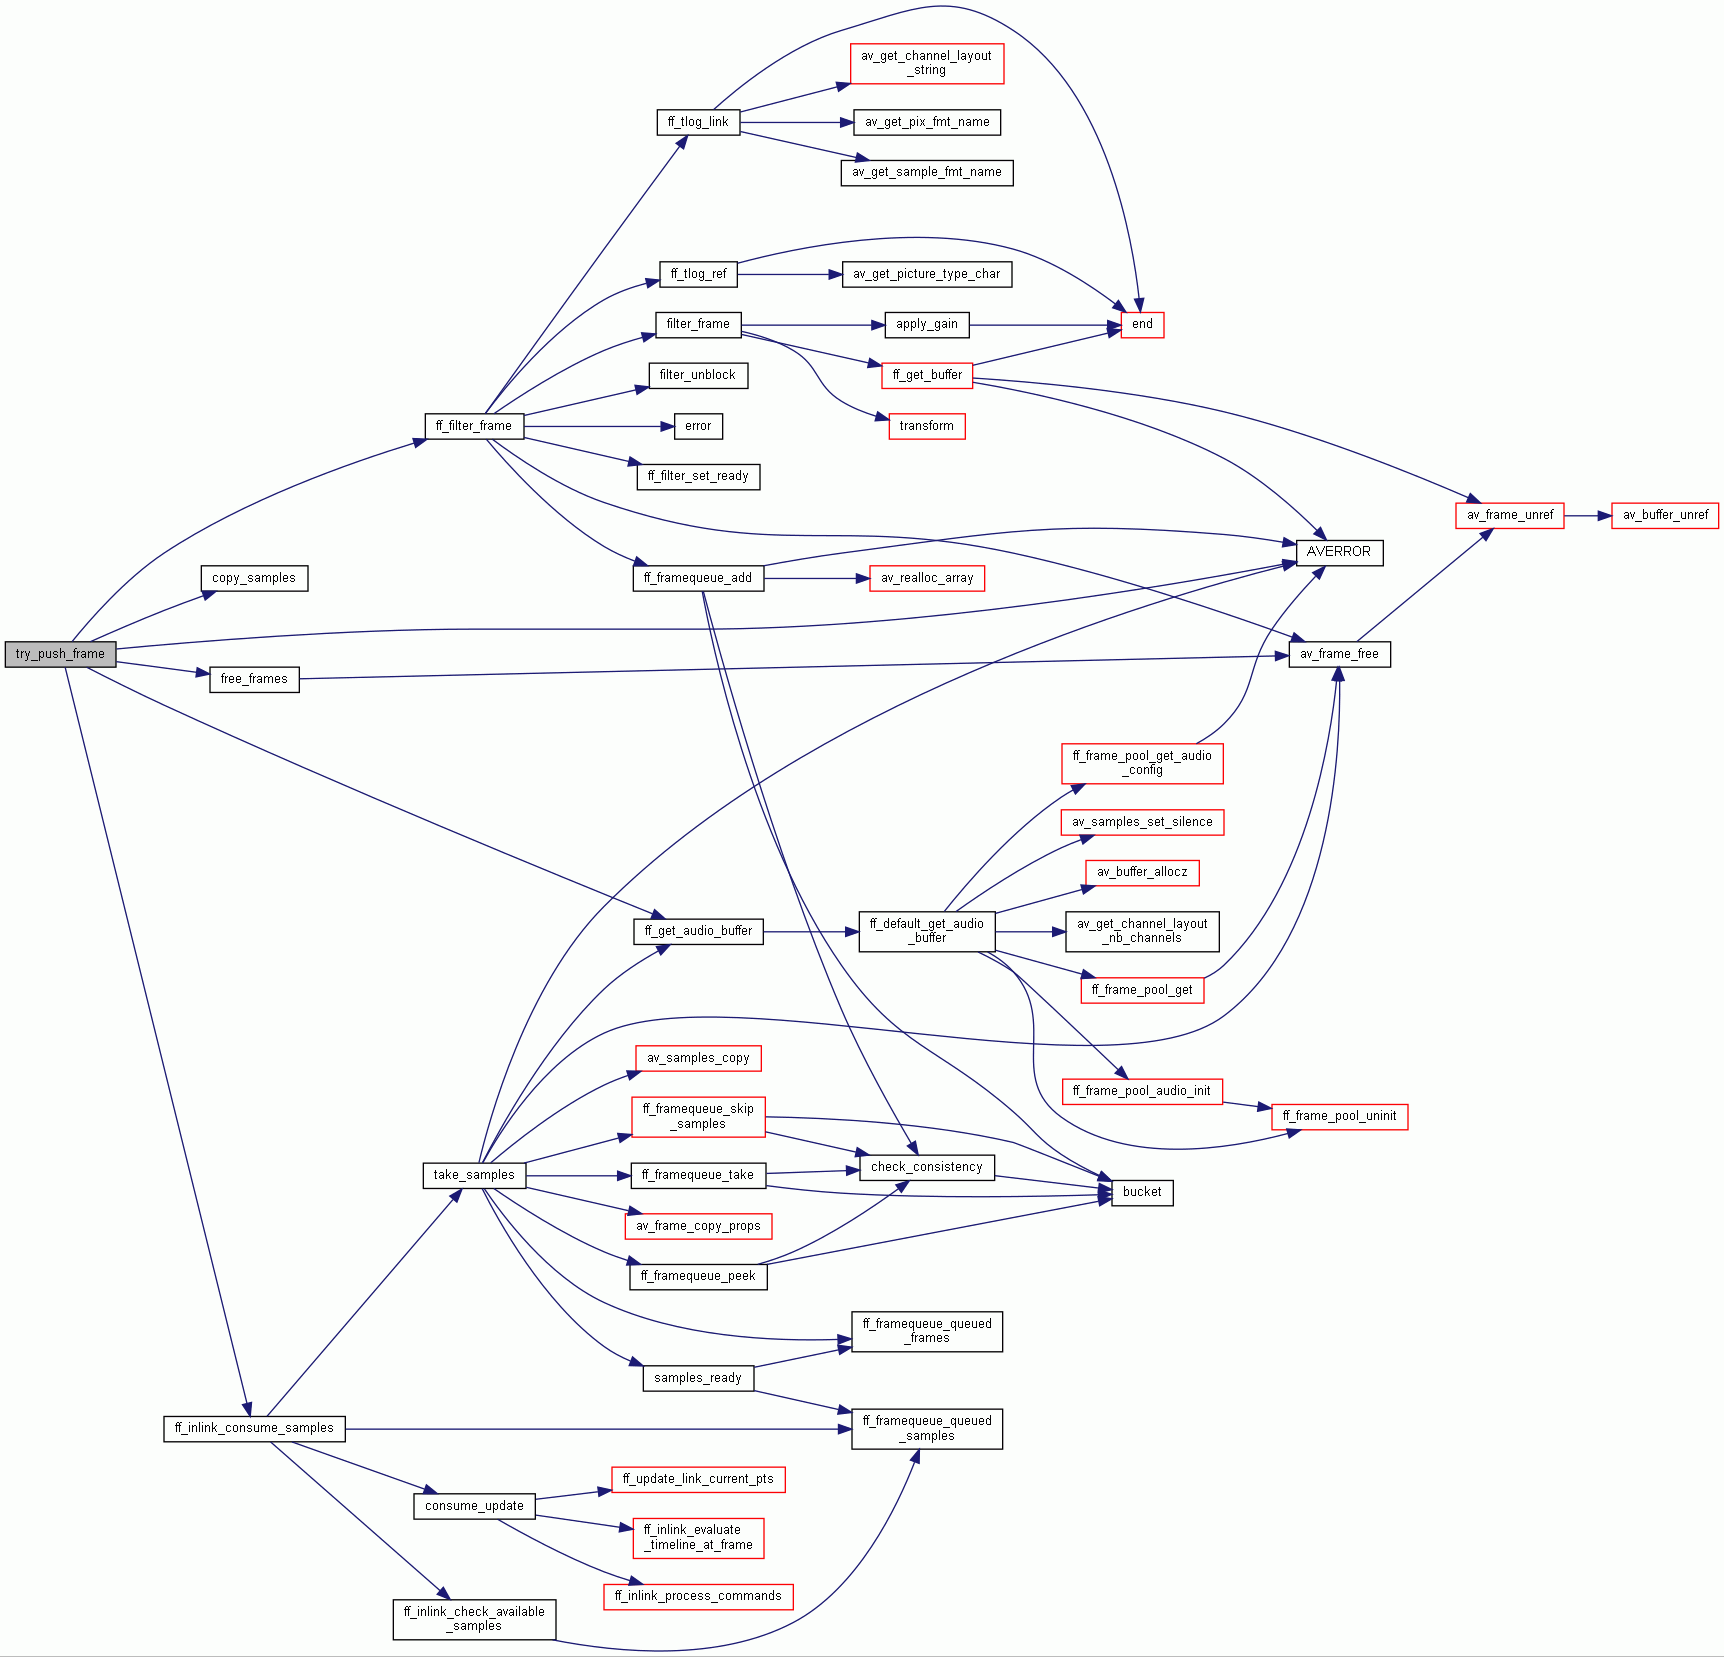 av_get_channel_layout
_string
ff_tlog_link
av_get_pix_fmt_name
av_get_sample_fmt_name
ff_tlog_ref
av_get_picture_type_char
filter_frame
apply_gain
end
filter_unblock
ff_get_buffer
ff_filter_frame
error
transform
ff_filter_set_ready
av_frame_unref
av_buffer_unref
AVERROR
copy_samples
ff_framequeue_add
av_realloc_array
try_push_frame
av_frame_free
free_frames
ff_frame_pool_get_audio
_config
av_samples_set_silence
av_buffer_allocz
ff_get_audio_buffer
ff_default_get_audio
_buffer
av_get_channel_layout
_nb_channels
ff_frame_pool_get
av_samples_copy
ff_frame_pool_audio_init
ff_frame_pool_uninit
ff_framequeue_skip
_samples
take_samples
ff_framequeue_take
check_consistency
bucket
av_frame_copy_props
ff_framequeue_peek
ff_framequeue_queued
_frames
samples_ready
ff_inlink_consume_samples
ff_framequeue_queued
_samples
ff_update_link_current_pts
consume_update
ff_inlink_evaluate
_timeline_at_frame
ff_inlink_process_commands
ff_inlink_check_available
_samples